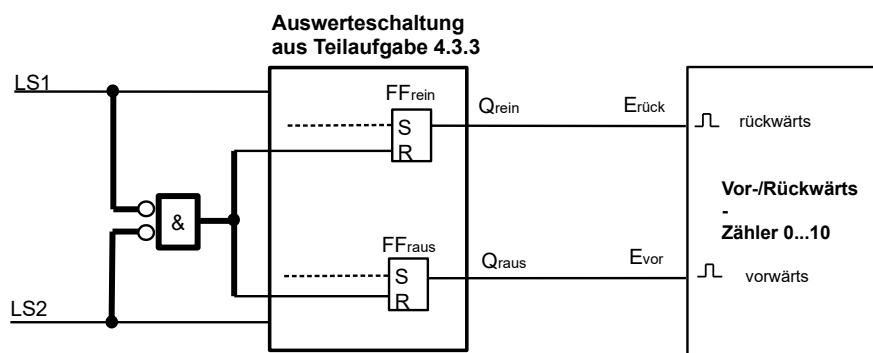 Auswerteschaltung
aus Teilaufgabe 4.3.3
LS1
FFrein
Qrein
Erück
S
R
rückwärts
&
Vor-/Rückwärts
-
Zähler 0...10
FFraus
Qraus
Evor
S
R
vorwärts
LS2